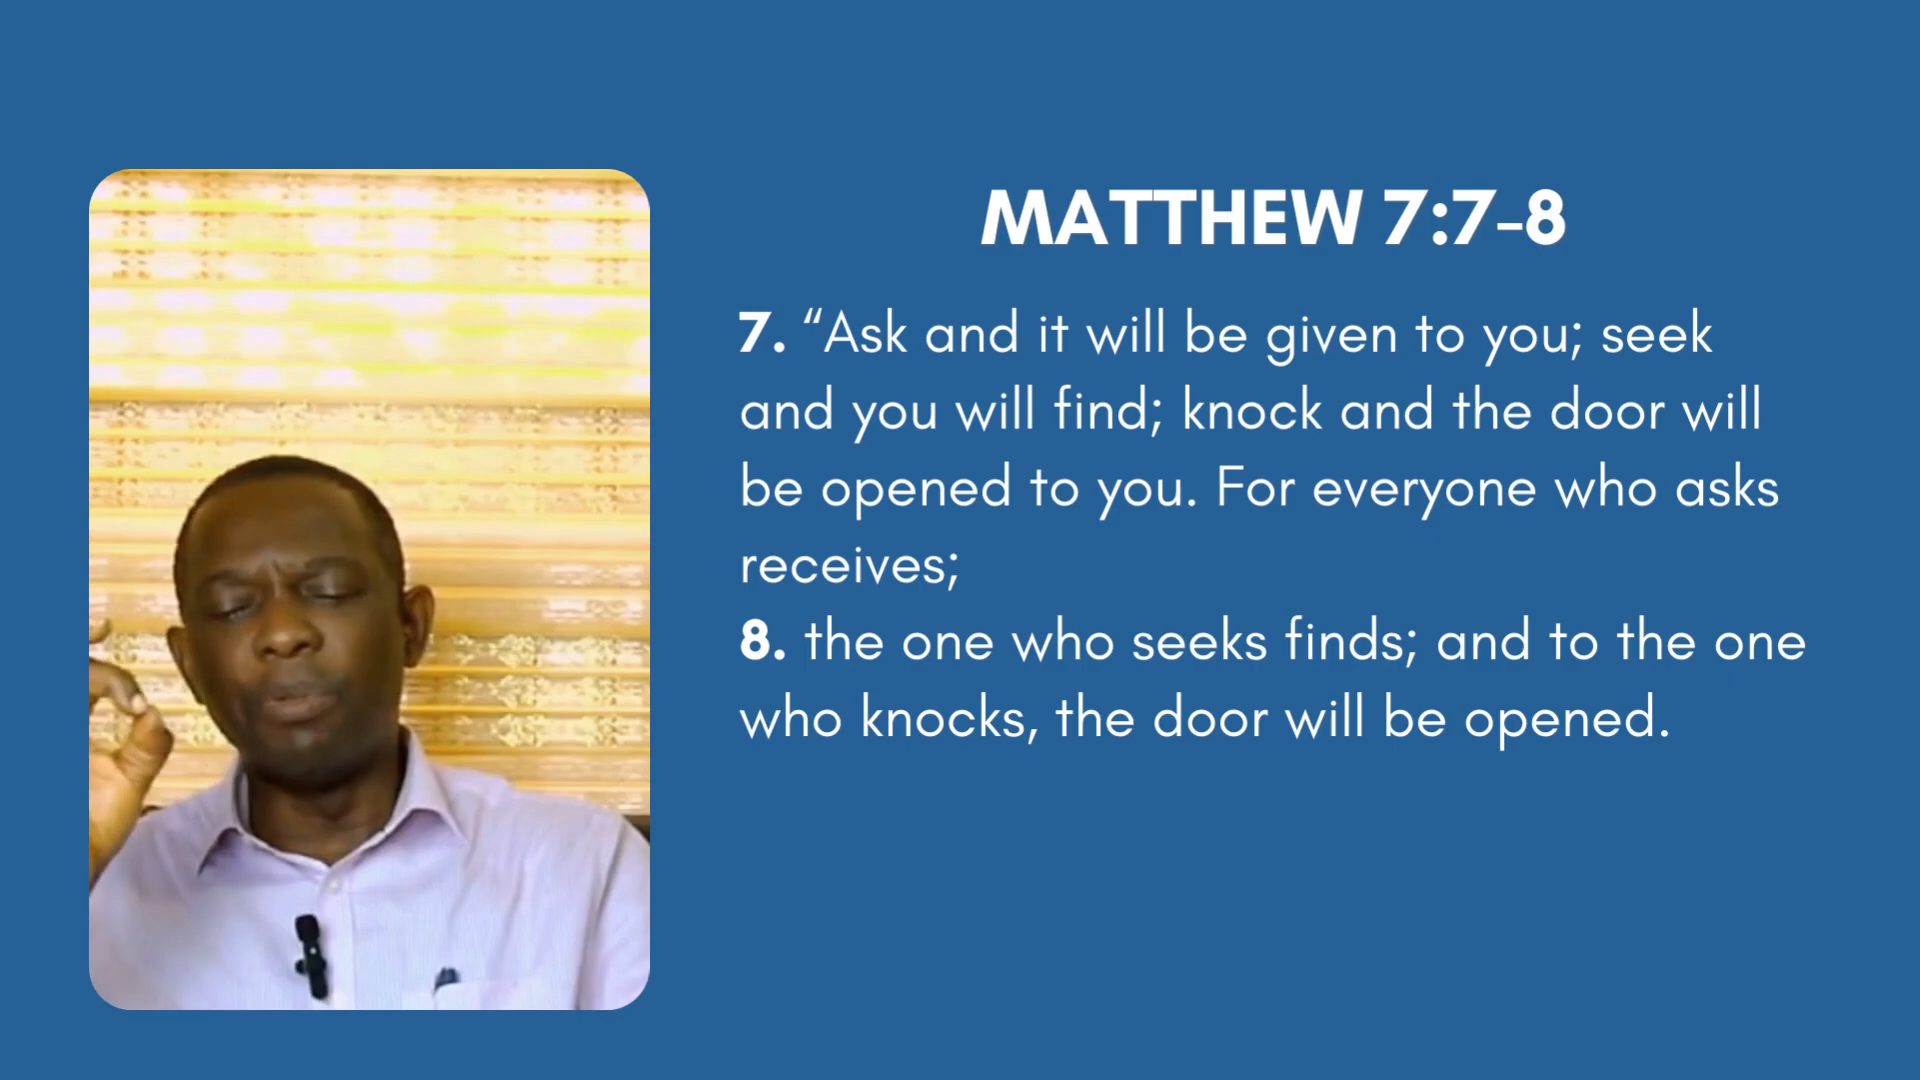 MATTHEW 7:7-8
7. “Ask and it will be given to you; seek
and you will find; knock and the door will
be opened to you. For everyone who asks
receives;
8. the one who seeks finds; and to the one
who knocks, the door will be opened.